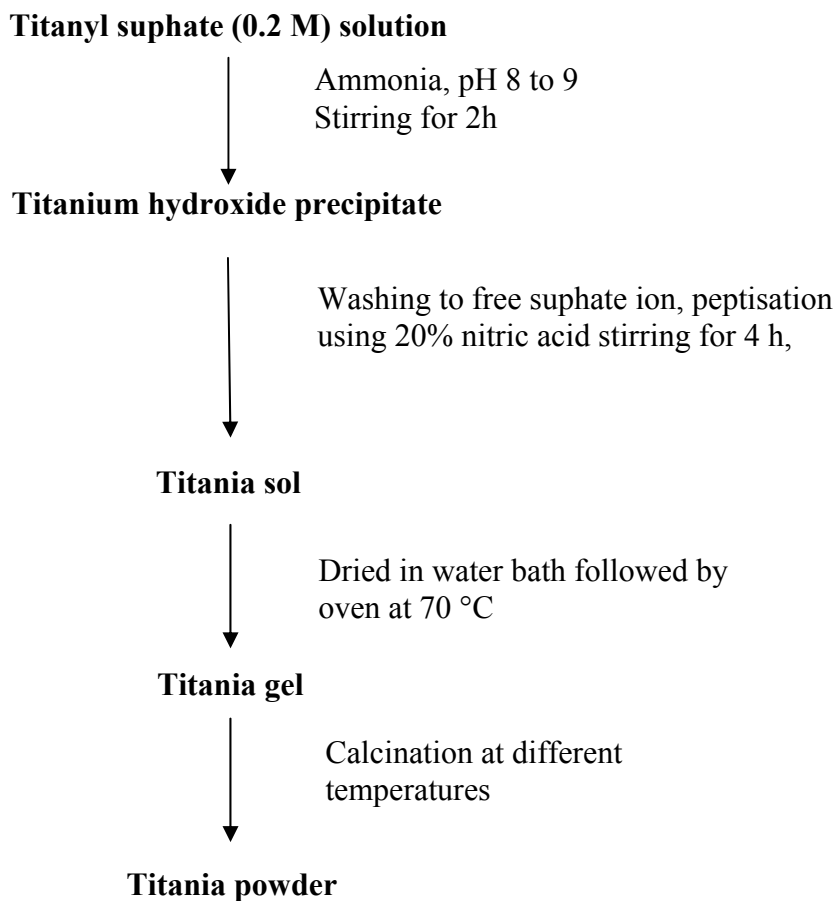 Titanyl suphate (0.2 M) solution
Ammonia, pH 8 to 9
Stirring for 2h
Titanium hydroxide precipitate
Washing to free suphate ion, peptisation
using 20% nitric acid stirring for 4 h,
Titania sol
Dried in water bath followed by
oven at 70 °C
Titania gel
Calcination at different
temperatures
Titania powder